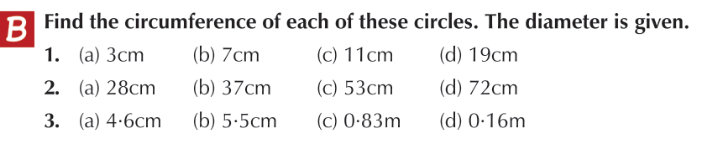 B Find the circumference of each of these circles. The diameter is given.
1. (a) 3cm (b) 7cm (c) 11cm (d) 19cm
2. (a) 28cm (b) 37cm (c) 53cm (d) 72cm
3. (a) 4·6cm (b) 5·5cm (c) 0·83m (d) 0·16m